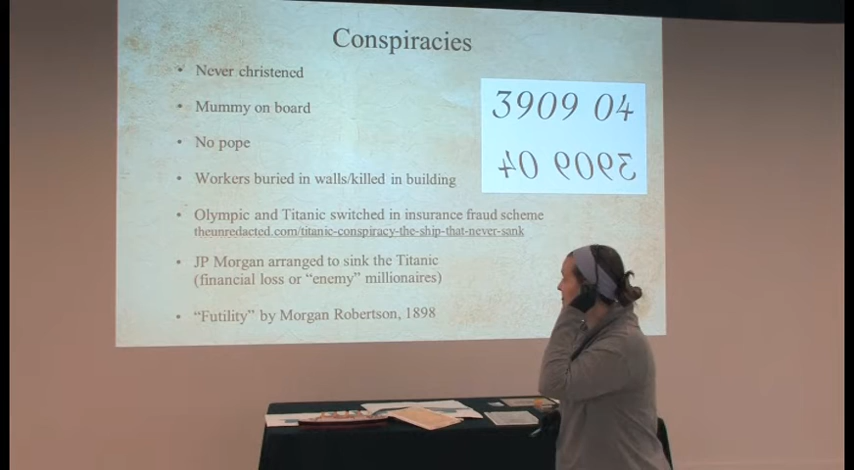 Conspiracies
• Never christened
• Mummy on board
• No pope
• Workers buried in walls/killed in building
• Olympic and Titanic switched in insurance fraud scheme
theunredacted.com/titanic-conspiracy-the-ship-that-never-sank
• JP Morgan arranged to sink the Titanic
(financial loss or “enemy” millionaires)
• “Futility” by Morgan Robertson, 1898
3909 04
3909 04